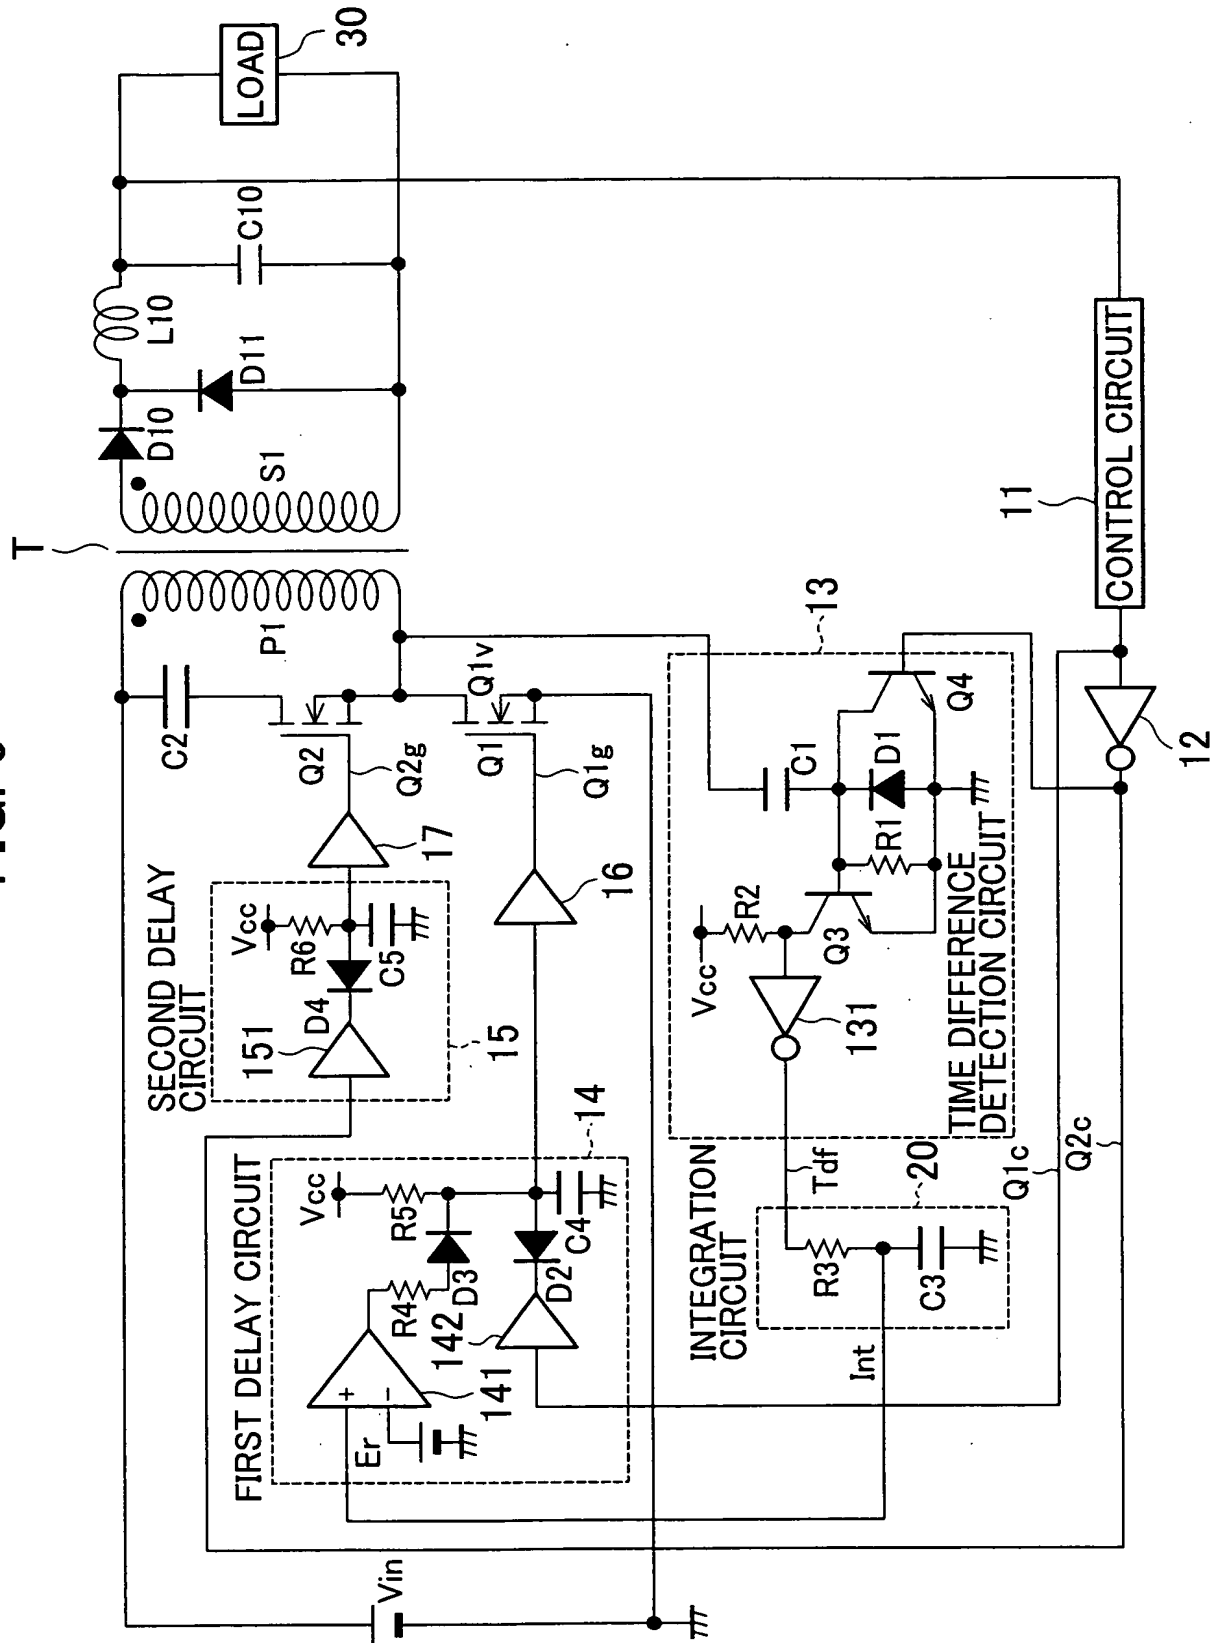 T
P1
S1
D10
D11
L10
C10
LOAD
30
C2
Q2
Q2g
Q1v
Q1
Q1g
17
16
SECOND DELAY
CIRCUIT
Vcc
R6
C5
D4
151
15
FIRST DELAY CIRCUIT
Vcc
R5
R4
D3
C4
D2
142
141
+
−
Er
14
Vin
13
C1
D1
R1
Q4
Vcc
R2
Q3
131
TIME DIFFERENCE
DETECTION CIRCUIT
Tdf
INTEGRATION
CIRCUIT
20
R3
C3
Int
Q1c
Q2c
11
CONTROL CIRCUIT
12